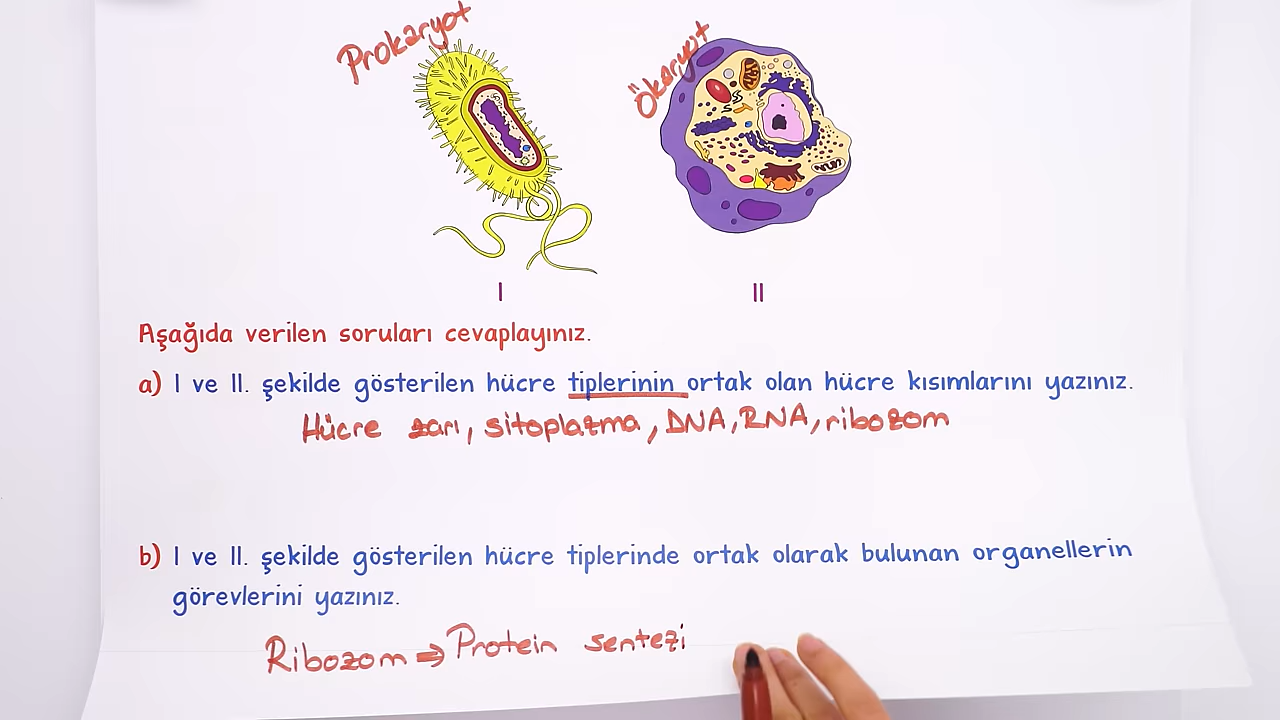 Prokaryot
Ökaryot
I
II
Aşağıda verilen soruları cevaplayınız.
a) I ve II. şekilde gösterilen hücre tiplerinin ortak olan hücre kısımlarını yazınız.
Hücre zarı, sitoplazma, DNA, RNA, ribozom
b) I ve II. şekilde gösterilen hücre tiplerinde ortak olarak bulunan organellerin
görevlerini yazınız.
Ribozom ⇒ Protein sentezi